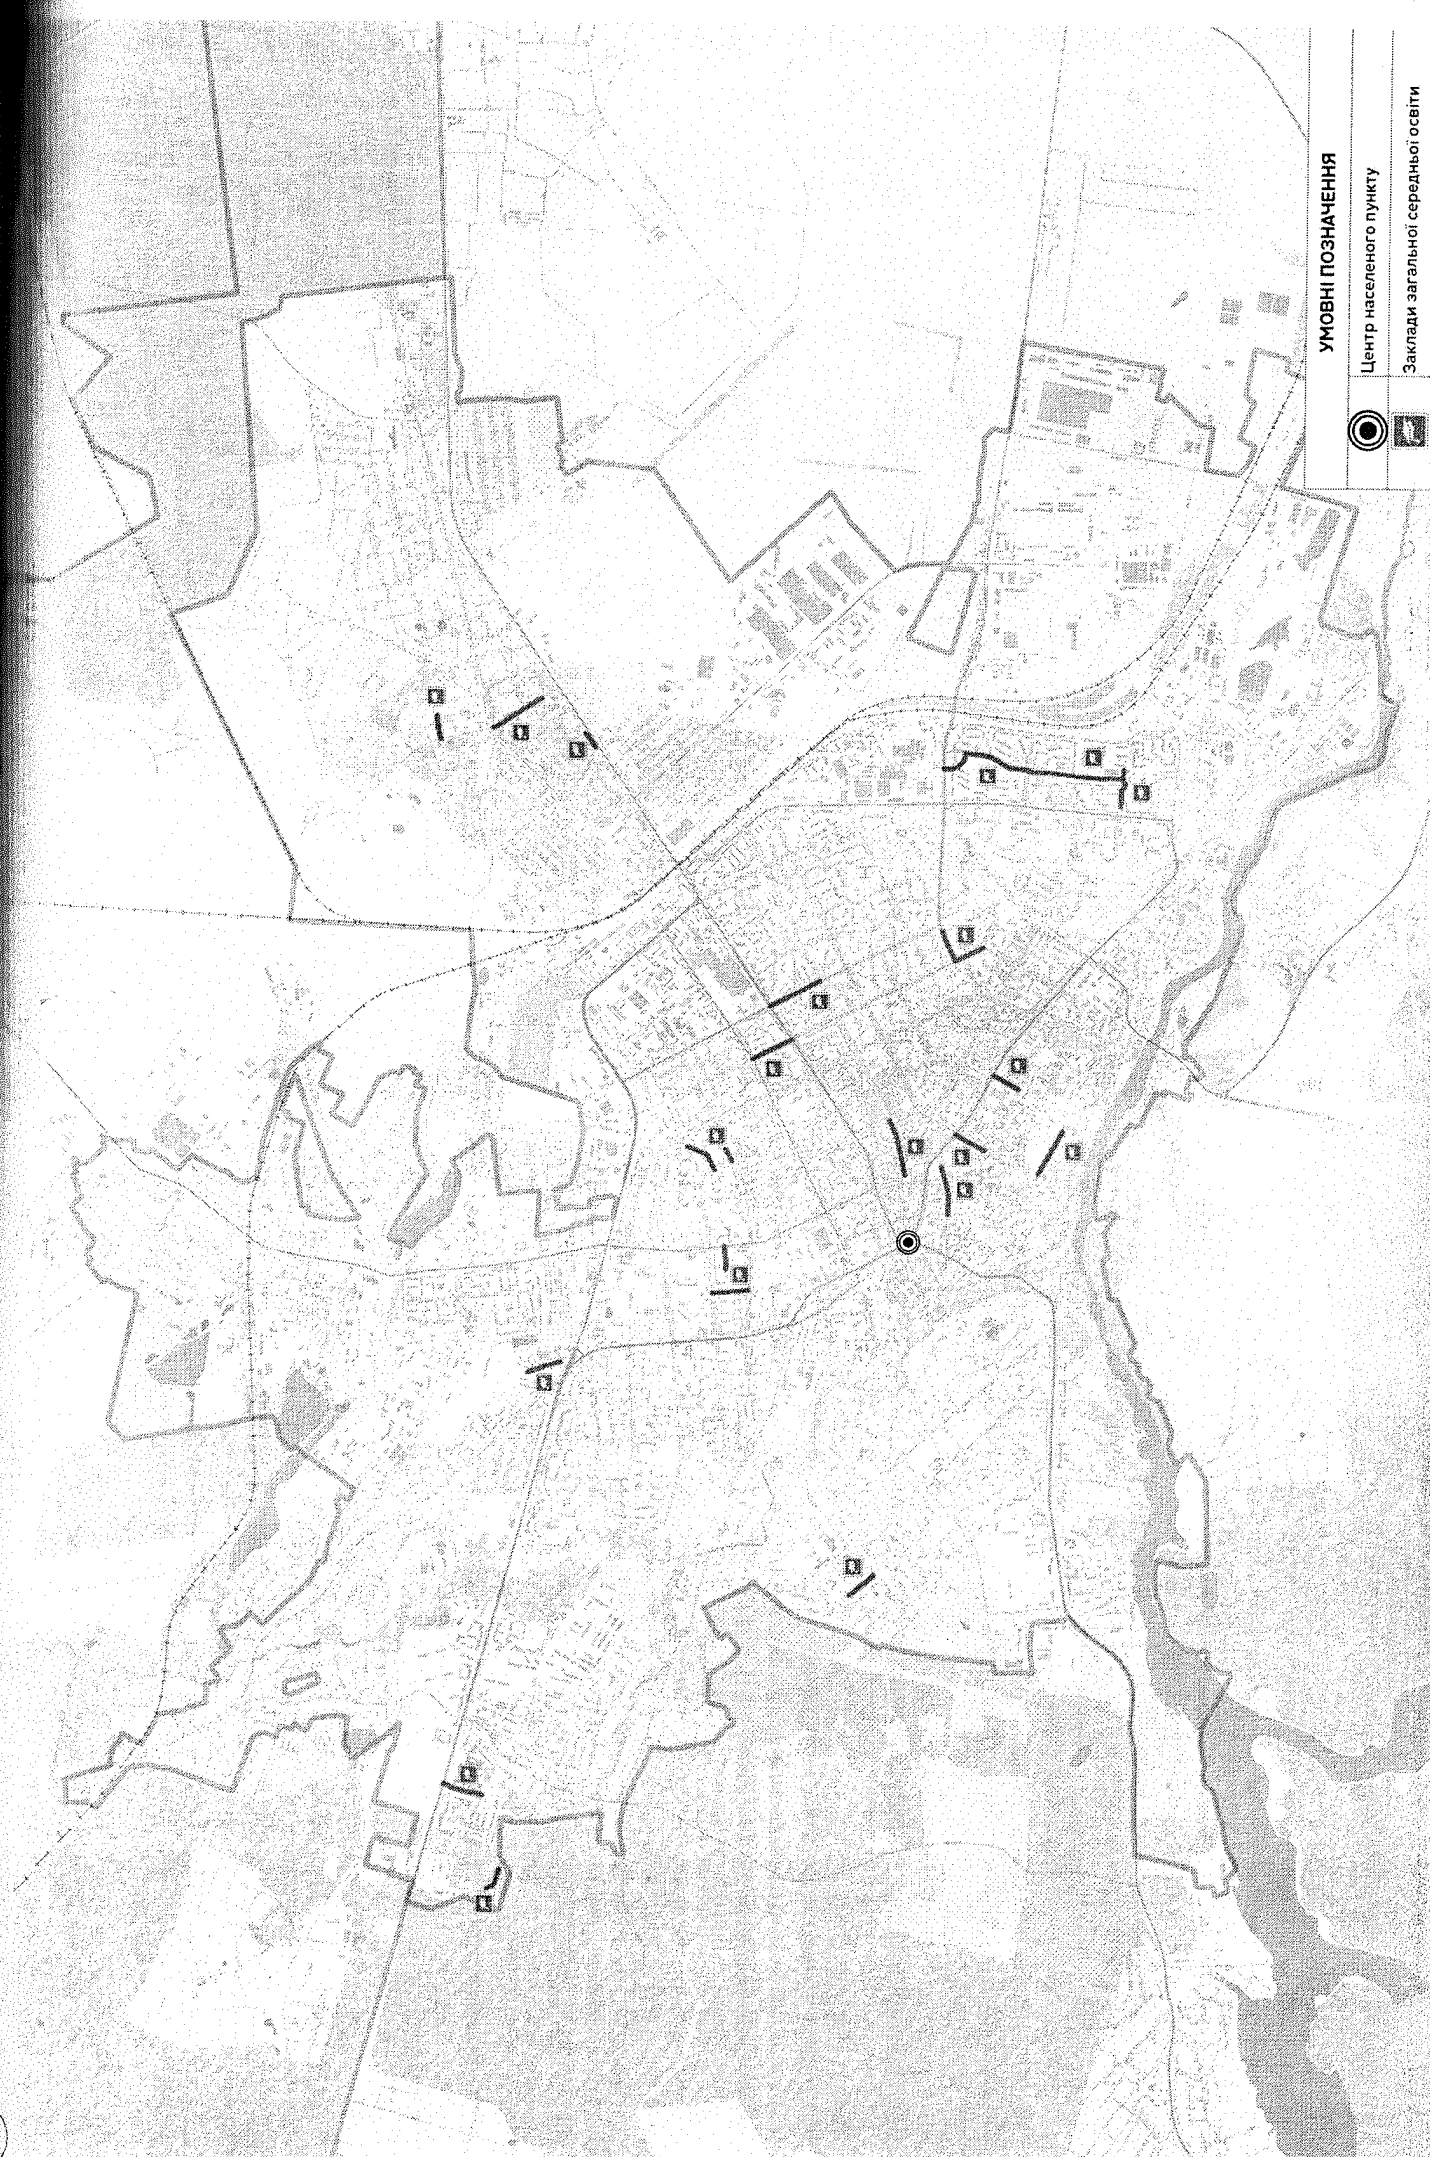 УМОВНІ ПОЗНАЧЕННЯ
Центр населеного пункту
Заклади загальної середньої освіти